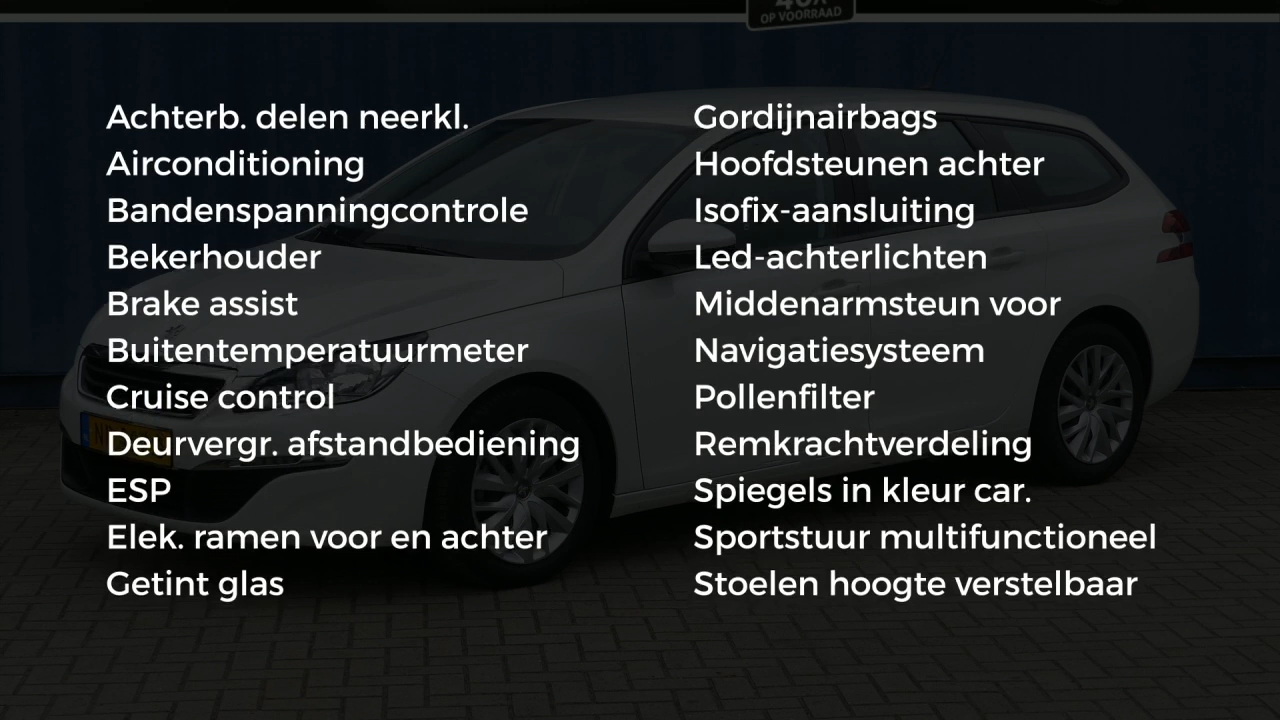 OP VOORRAAD
Achterb. delen neerkl.
Airconditioning
Bandenspanningcontrole
Bekerhouder
Brake assist
Buitentemperatuurmeter
Cruise control
Deurvergr. afstandbediening
ESP
Elek. ramen voor en achter
Getint glas
Gordijnairbags
Hoofdsteunen achter
Isofix-aansluiting
Led-achterlichten
Middenarmsteun voor
Navigatiesysteem
Pollenfilter
Remkrachtverdeling
Spiegels in kleur car.
Sportstuur multifunctioneel
Stoelen hoogte verstelbaar